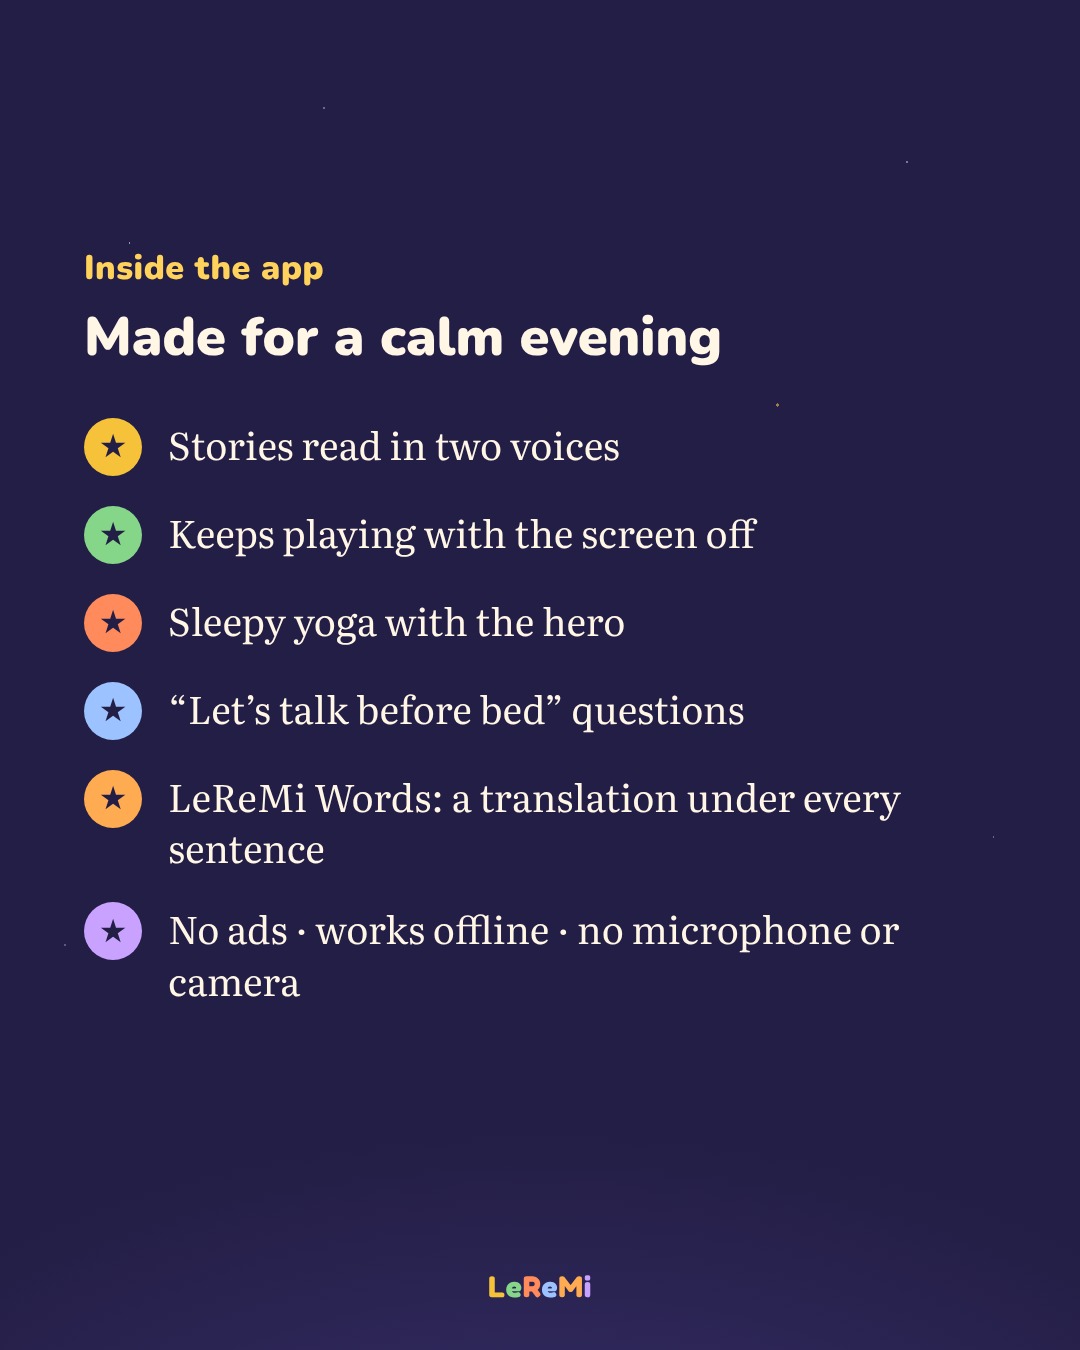 Inside the app
Made for a calm evening
Stories read in two voices
Keeps playing with the screen off
Sleepy yoga with the hero
“Let’s talk before bed” questions
LeReMi Words: a translation under every
sentence
No ads · works offline · no microphone or
camera
LeReMi